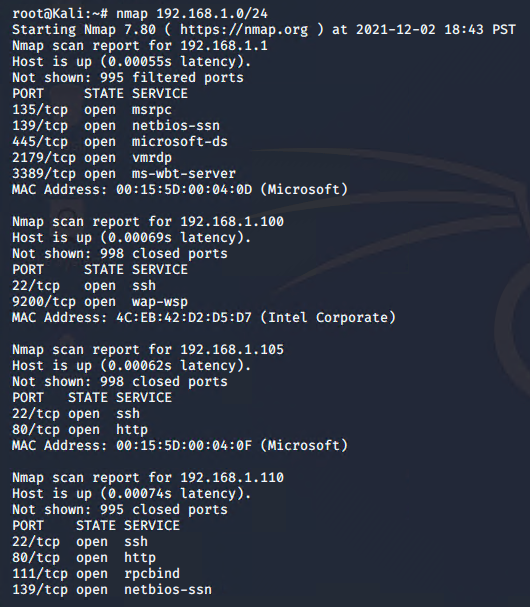 root@Kali:~# nmap 192.168.1.0/24
Starting Nmap 7.80 ( https://nmap.org ) at 2021-12-02 18:43 PST
Nmap scan report for 192.168.1.1
Host is up (0.00055s latency).
Not shown: 995 filtered ports
PORT     STATE SERVICE
135/tcp  open  msrpc
139/tcp  open  netbios-ssn
445/tcp  open  microsoft-ds
2179/tcp open  vmrdp
3389/tcp open  ms-wbt-server
MAC Address: 00:15:5D:00:04:0D (Microsoft)

Nmap scan report for 192.168.1.100
Host is up (0.00069s latency).
Not shown: 998 closed ports
PORT     STATE SERVICE
22/tcp   open  ssh
9200/tcp open  wap-wsp
MAC Address: 4C:EB:42:D2:D5:D7 (Intel Corporate)

Nmap scan report for 192.168.1.105
Host is up (0.00062s latency).
Not shown: 998 closed ports
PORT   STATE SERVICE
22/tcp open  ssh
80/tcp open  http
MAC Address: 00:15:5D:00:04:0F (Microsoft)

Nmap scan report for 192.168.1.110
Host is up (0.00074s latency).
Not shown: 995 closed ports
PORT    STATE SERVICE
22/tcp  open  ssh
80/tcp  open  http
111/tcp open  rpcbind
139/tcp open  netbios-ssn